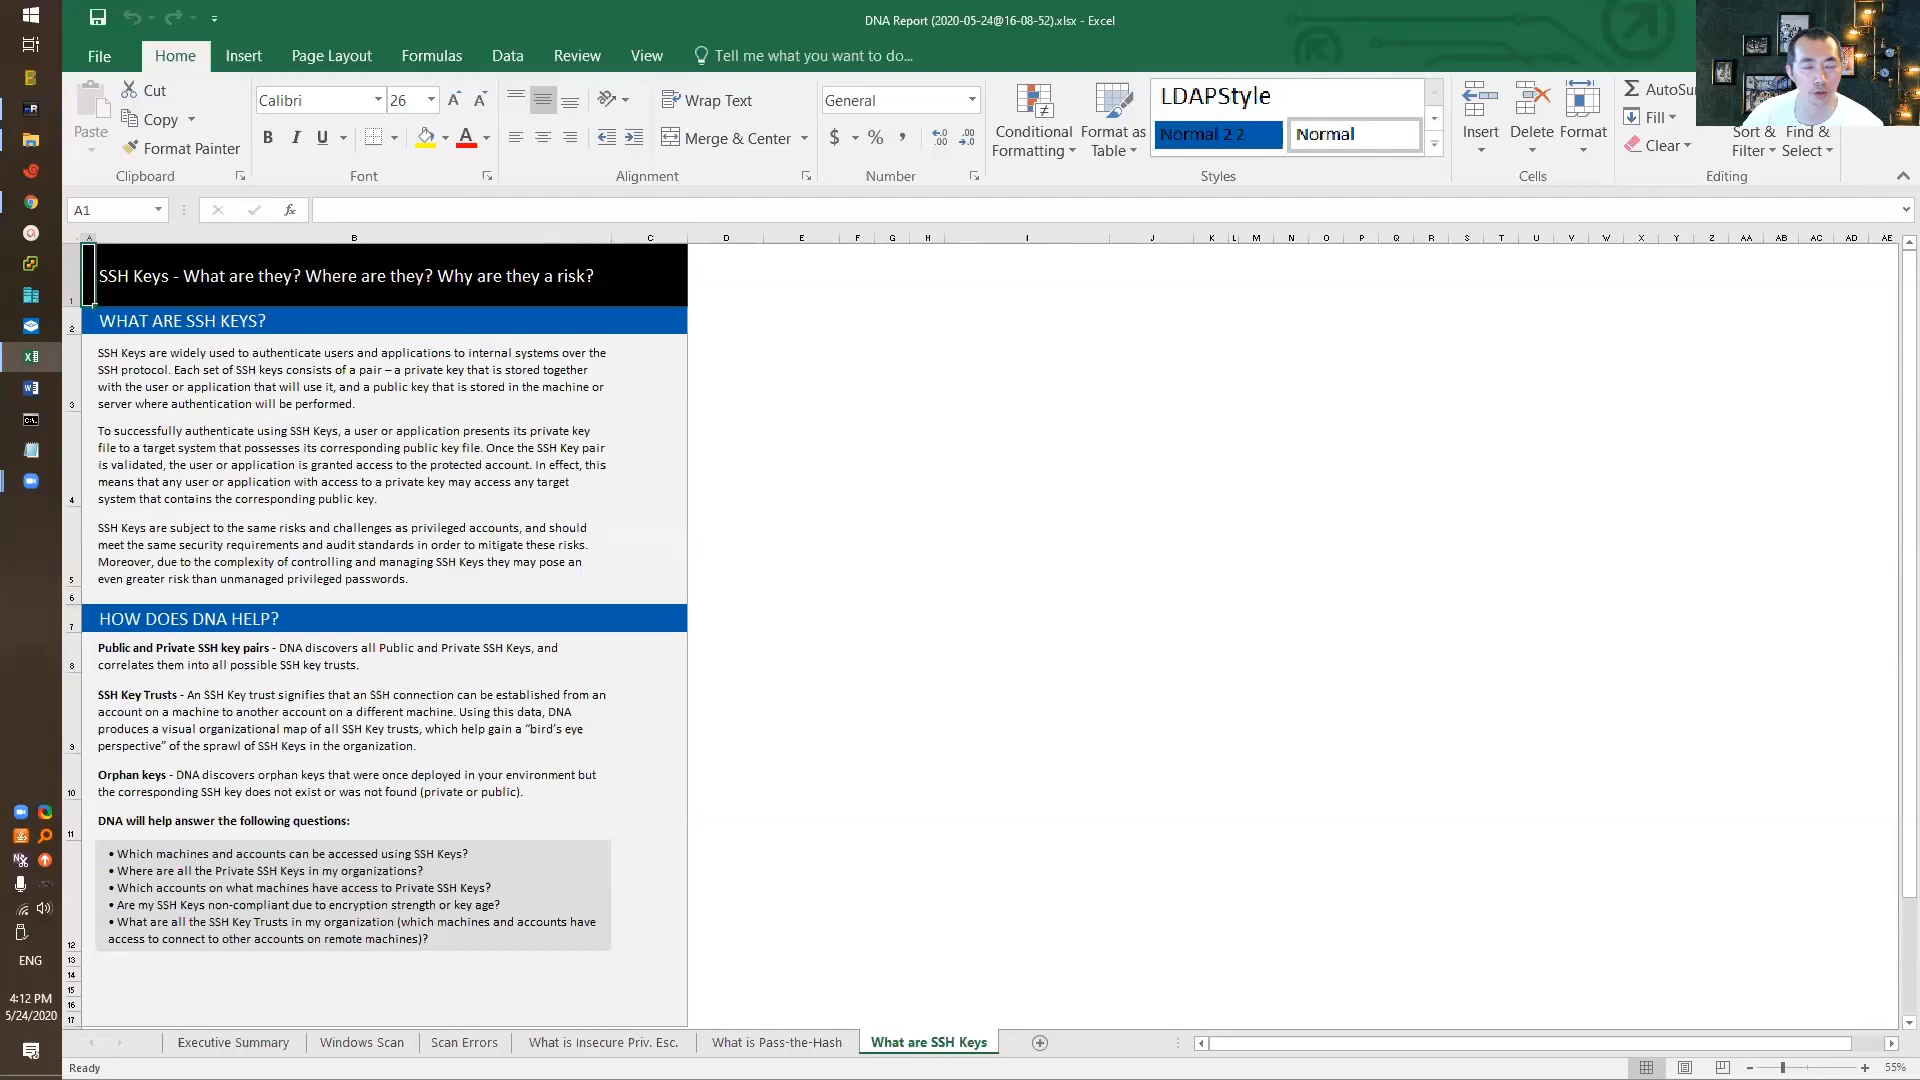 DNA Report (2020-05-24@16-08-52).xlsx - Excel
File Home Insert Page Layout Formulas Data Review View Tell me what you want to do...
Paste
Cut
Copy
Format Painter
Clipboard
Calibri 26
B I U
Font
Wrap Text
Merge & Center
Alignment
General
$ % ,
Number
Conditional Formatting
Format as Table
LDAPStyle
Normal 2 2 Normal
Styles
Insert Delete Format
Cells
AutoSu
Fill
Clear
Sort & Filter
Find & Select
Editing
A1
fx
A B C D E F G H I J K L M N O P Q R S T U V W X Y Z AA AB AC AD AE
1
SSH Keys - What are they? Where are they? Why are they a risk?
2
WHAT ARE SSH KEYS?
SSH Keys are widely used to authenticate users and applications to internal systems over the
SSH protocol. Each set of SSH keys consists of a pair – a private key that is stored together
with the user or application that will use it, and a public key that is stored in the machine or
server where authentication will be performed.
3
To successfully authenticate using SSH Keys, a user or application presents its private key
file to a target system that possesses its corresponding public key file. Once the SSH Key pair
is validated, the user or application is granted access to the protected account. In effect, this
means that any user or application with access to a private key may access any target
system that contains the corresponding public key.
4
SSH Keys are subject to the same risks and challenges as privileged accounts, and should
meet the same security requirements and audit standards in order to mitigate these risks.
Moreover, due to the complexity of controlling and managing SSH Keys they may pose an
even greater risk than unmanaged privileged passwords.
5
6
7
HOW DOES DNA HELP?
Public and Private SSH key pairs - DNA discovers all Public and Private SSH Keys, and
correlates them into all possible SSH key trusts.
8
SSH Key Trusts - An SSH Key trust signifies that an SSH connection can be established from an
account on a machine to another account on a different machine. Using this data, DNA
produces a visual organizational map of all SSH Key trusts, which help gain a “bird’s eye
perspective” of the sprawl of SSH Keys in the organization.
9
Orphan keys - DNA discovers orphan keys that were once deployed in your environment but
the corresponding SSH key does not exist or was not found (private or public).
10
DNA will help answer the following questions:
11
• Which machines and accounts can be accessed using SSH Keys?
• Where are all the Private SSH Keys in my organizations?
• Which accounts on what machines have access to Private SSH Keys?
• Are my SSH Keys non-compliant due to encryption strength or key age?
• What are all the SSH Key Trusts in my organization (which machines and accounts have
access to connect to other accounts on remote machines)?
12
13
14
15
16
17
ENG
4:12 PM
5/24/2020
Executive Summary Windows Scan Scan Errors What is Insecure Priv. Esc. What is Pass-the-Hash What are SSH Keys
Ready
55%